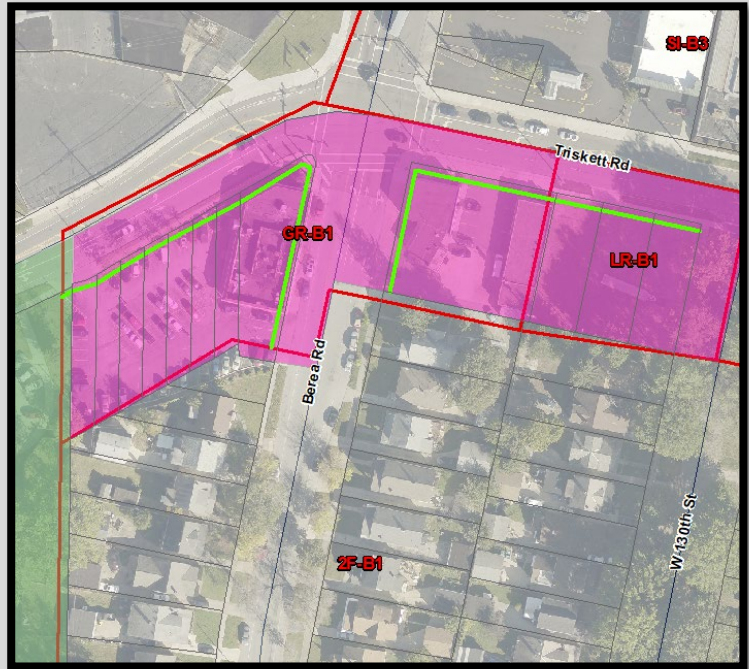 SI-B3
Triskett Rd
GR-B1
LR-B1
Berea Rd
W 130th St
2F-B1